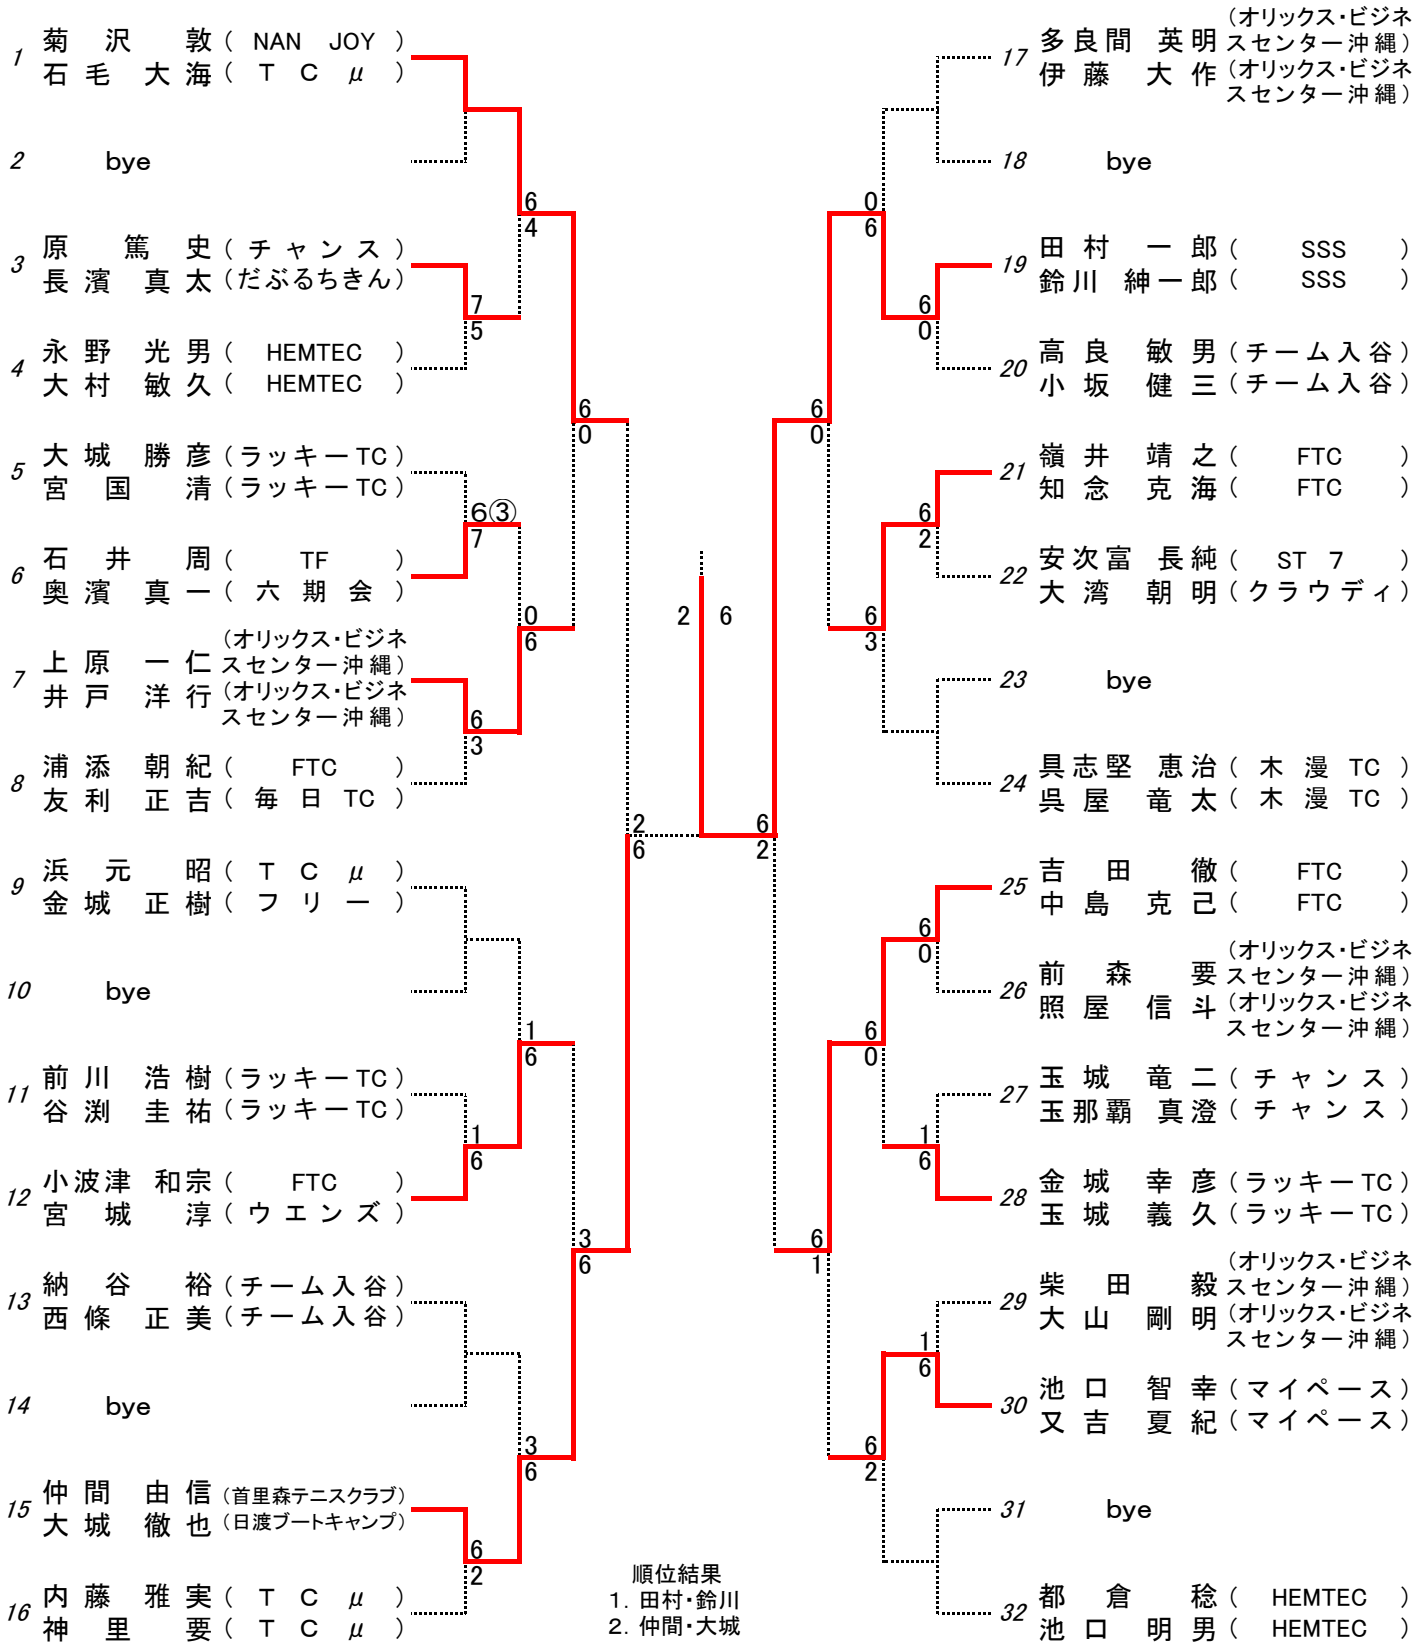 1 菊沢 敦 ( NAN JOY )
石毛 大海 ( T C μ )
2 bye
6
4
3 原 篤史 ( チャンス )
長濱 真太 (だぶるちきん)
7
5
4 永野 光男 ( HEMTEC )
大村 敏久 ( HEMTEC )
6
0
5 大城 勝彦 (ラッキーTC)
宮国 清 (ラッキーTC)
6③
7
6 石井 周 ( TF )
奥濱 真一 ( 六期会 )
0
6
7 上原 一仁 (オリックス・ビジネスセンター沖縄)
井戸 洋行 (オリックス・ビジネスセンター沖縄)
6
3
8 浦添 朝紀 ( FTC )
友利 正吉 ( 毎日 TC )
2
6
9 浜元 昭 ( T C μ )
金城 正樹 ( フリー )
10 bye
1
6
11 前川 浩樹 (ラッキーTC)
谷渕 圭祐 (ラッキーTC)
1
6
12 小波津 和宗 ( FTC )
宮城 淳 ( ウエンズ )
3
6
13 納谷 裕 (チーム入谷)
西條 正美 (チーム入谷)
14 bye
3
6
15 仲間 由信 (首里森テニスクラブ)
大城 徹也 (日渡ブートキャンプ)
6
2
16 内藤 雅実 ( T C μ )
神里 要 ( T C μ )
2 6
17 多良間 英明 (オリックス・ビジネスセンター沖縄)
伊藤 大作 (オリックス・ビジネスセンター沖縄)
18 bye
0
6
19 田村 一郎 ( SSS )
鈴川 紳一郎 ( SSS )
6
0
20 高良 敏男 (チーム入谷)
小坂 健三 (チーム入谷)
6
0
21 嶺井 靖之 ( FTC )
知念 克海 ( FTC )
6
2
22 安次富 長純 ( ST 7 )
大湾 朝明 (クラウディ)
6
3
23 bye
24 具志堅 恵治 ( 木漫 TC )
呉屋 竜太 ( 木漫 TC )
6
2
25 吉田 徹 ( FTC )
中島 克己 ( FTC )
6
0
26 前森 要 (オリックス・ビジネスセンター沖縄)
照屋 信斗 (オリックス・ビジネスセンター沖縄)
6
0
27 玉城 竜二 ( チャンス )
玉那覇 真澄 ( チャンス )
1
6
28 金城 幸彦 (ラッキーTC)
玉城 義久 (ラッキーTC)
6
1
29 柴田 毅 (オリックス・ビジネスセンター沖縄)
大山 剛明 (オリックス・ビジネスセンター沖縄)
1
6
30 池口 智幸 (マイペース)
又吉 夏紀 (マイペース)
6
2
31 bye
32 都倉 稔 ( HEMTEC )
池口 明男 ( HEMTEC )
順位結果
1. 田村・鈴川
2. 仲間・大城